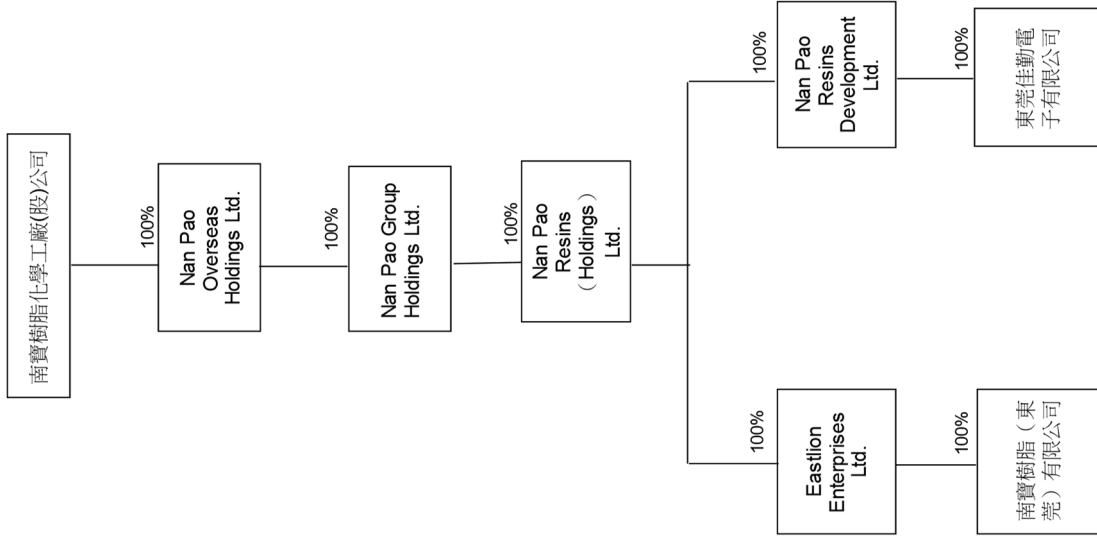 南寶樹脂化學工廠(股)公司
100%
Nan Pao
Overseas
Holdings Ltd.
100%
Nan Pao Group
Holdings Ltd.
100%
Nan Pao
Resins
（Holdings）
Ltd.
100%
Eastlion
Enterprises
Ltd.
100%
Nan Pao
Resins
Development
Ltd.
100%
南寶樹脂（東
莞）有限公司
100%
東莞佳勤電
子有限公司